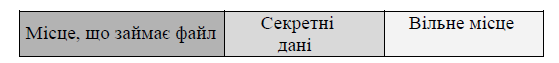 Місце, що займає файл
Секретні
дані
Вільне місце